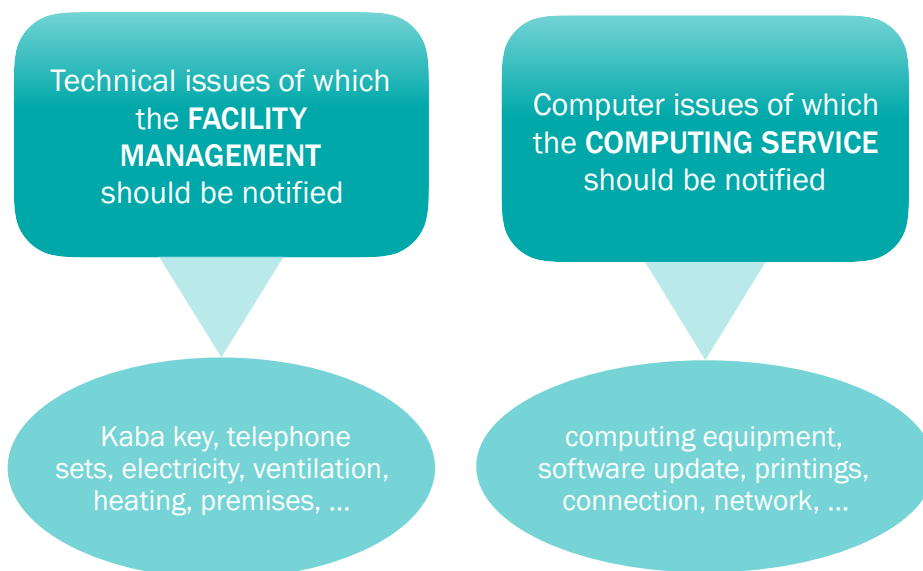 Technical issues of which
the FACILITY
MANAGEMENT
should be notified
Kaba key, telephone
sets, electricity, ventilation,
heating, premises, ...
Computer issues of which
the COMPUTING SERVICE
should be notified
computing equipment,
software update, printings,
connection, network, ...